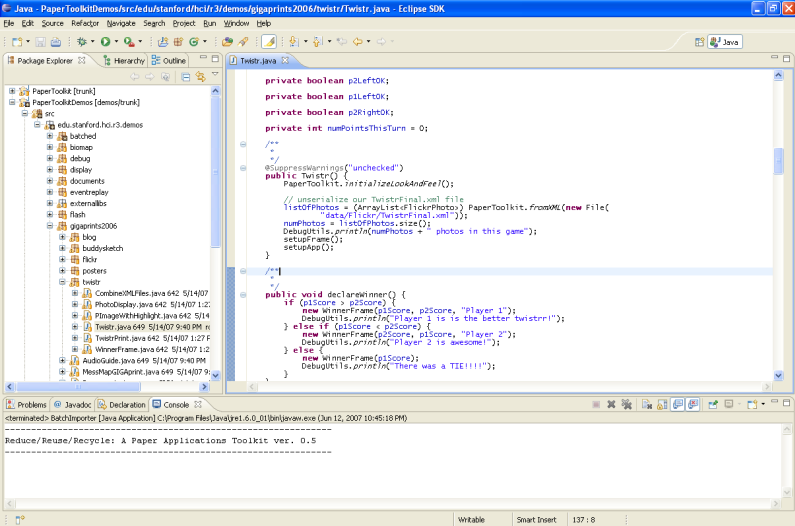 Java - PaperToolkitDemos/src/edu/stanford/hci/r3/demos/gigaprints2006/twistr/Twistr.java - Eclipse SDK
File Edit Source Refactor Navigate Search Project Run Window Help
Java
Package Explorer Hierarchy Outline
Twistr.java
PaperToolkit [trunk]
PaperToolkitDemos [demos/trunk]
src
edu.stanford.hci.r3.demos
batched
biomap
debug
display
documents
eventreplay
externallibs
flash
gigaprints2006
blog
buddysketch
flickr
posters
twistr
CombineXMLFiles.java 642 5/14/07
PhotoDisplay.java 642 5/14/07 1:27
PImageWithHighlight.java 642 5/14
Twistr.java 649 5/14/07 9:40 PM
TwistrPrint.java 642 5/14/07 1:27 P
WinnerFrame.java 642 5/14/07 1:2
AudioGuide.java 649 5/14/07 9:40 PM
MessMapGIGAprint.java 649 5/14/07 9:
private boolean p2LeftOK;
private boolean p1LeftOK;
private boolean p2RightOK;
private int numPointsThisTurn = 0;
/**
*
*/
@SuppressWarnings("unchecked")
public Twistr() {
PaperToolkit.initializeLookAndFeel();
// unserialize our TwistrFinal.xml file
listOfPhotos = (ArrayList<FlickrPhoto>) PaperToolkit.fromXML(new File(
"data/Flickr/TwistrFinal.xml"));
numPhotos = listOfPhotos.size();
DebugUtils.println(numPhotos + " photos in this game");
setupFrame();
setupApp();
}
/**
*
*/
public void declareWinner() {
if (p1Score > p2Score) {
new WinnerFrame(p1Score, p2Score, "Player 1");
DebugUtils.println("Player 1 is is the better twistrr!");
} else if (p1Score < p2Score) {
new WinnerFrame(p2Score, p1Score, "Player 2");
DebugUtils.println("Player 2 is awesome!");
} else {
new WinnerFrame(p1Score);
DebugUtils.println("There was a TIE!!!!");
}
Problems Javadoc Declaration Console
<terminated> BatchImporter [Java Application] C:\Program Files\Java\jre1.6.0_01\bin\javaw.exe (Jun 12, 2007 10:45:18 PM)
------------------------------------------------------------
Reduce/Reuse/Recycle: A Paper Applications Toolkit ver. 0.5
------------------------------------------------------------
Writable Smart Insert 137 : 8